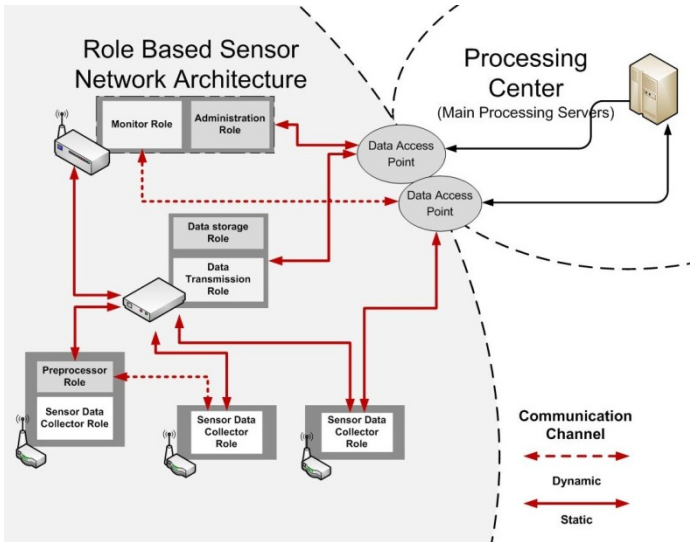 Role Based Sensor
Network Architecture
Processing
Center
(Main Processing Servers)
Monitor Role
Administration
Role
Data Access
Point
Data Access
Point
Data storage
Role
Data
Transmission
Role
Preprocessor
Role
Sensor Data
Collector Role
Sensor Data
Collector
Role
Sensor Data
Collector
Role
Communication
Channel
Dynamic
Static